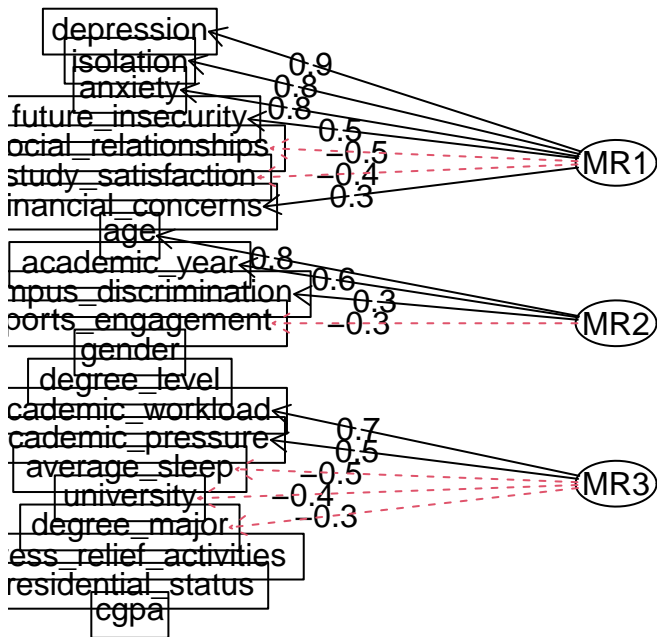 depression
isolation
anxiety
future_insecurity
ocial_relationships
study_satisfaction
inancial_concerns
age
academic_year
mpus_discrimination
ports_engagement
gender
degree_level
cademic_workload
cademic_pressure
average_sleep
university
degree_major
ess_relief_activities
residential_status
cgpa
0.9
0.8
0.8
0.5
−0.5
−0.4
0.3
0.8
0.6
0.3
−0.3
0.7
0.5
−0.5
−0.4
−0.3
MR1
MR2
MR3